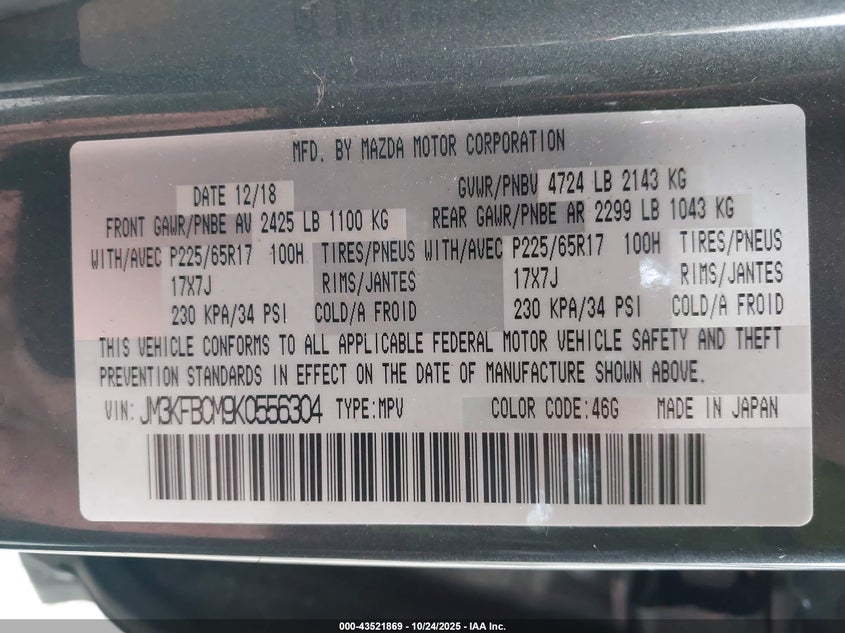 MFD. BY MAZDA MOTOR CORPORATION
DATE 12/18 GVWR/PNBV 4724 LB 2143 KG
FRONT GAWR/PNBE AV 2425 LB 1100 KG REAR GAWR/PNBE AR 2299 LB 1043 KG
WITH/AVEC P225/65R17 100H TIRES/PNEUS WITH/AVEC P225/65R17 100H TIRES/PNEUS
17X7J RIMS/JANTES 17X7J RIMS/JANTES
230 KPA/34 PSI COLD/A FROID 230 KPA/34 PSI COLD/A FROID
THIS VEHICLE CONFORMS TO ALL APPLICABLE FEDERAL MOTOR VEHICLE SAFETY AND THEFT
PREVENTION STANDARDS IN EFFECT ON THE DATE OF MANUFACTURE SHOWN ABOVE.
VIN: JM3KFBCM9K0556304 TYPE:MPV COLOR CODE:46G MADE IN JAPAN
000-43521869 - 10/24/2025 - IAA Inc.